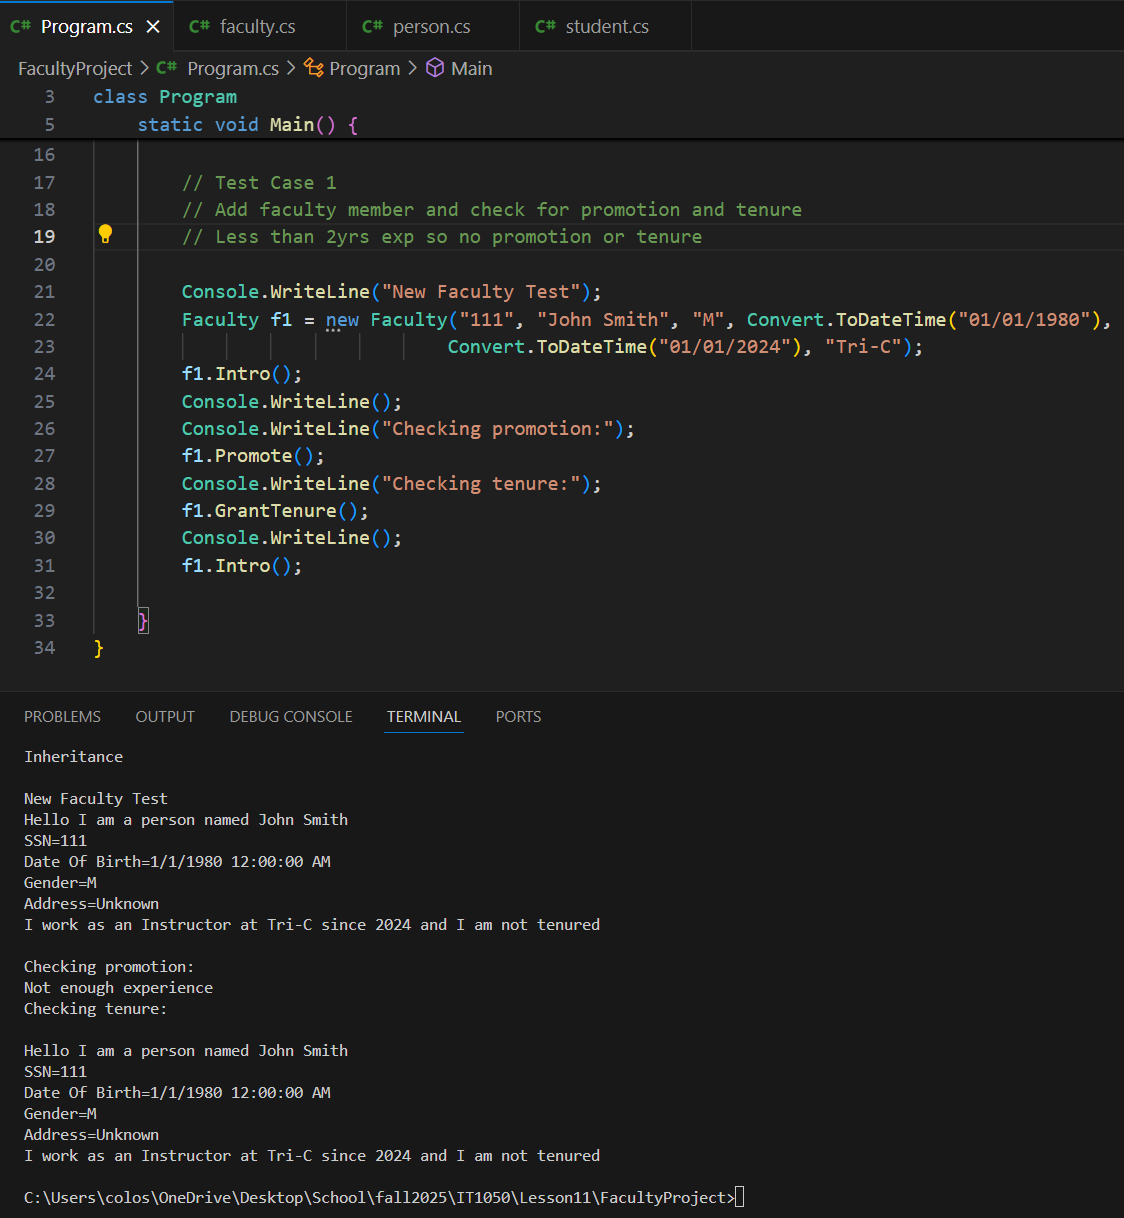 C# Program.cs × C# faculty.cs C# person.cs C# student.cs
FacultyProject > C# Program.cs > Program > Main
3 class Program
5 static void Main() {
16
17 // Test Case 1
18 // Add faculty member and check for promotion and tenure
19 // Less than 2yrs exp so no promotion or tenure
20
21 Console.WriteLine("New Faculty Test");
22 Faculty f1 = new Faculty("111", "John Smith", "M", Convert.ToDateTime("01/01/1980"),
23 Convert.ToDateTime("01/01/2024"), "Tri-C");
24 f1.Intro();
25 Console.WriteLine();
26 Console.WriteLine("Checking promotion:");
27 f1.Promote();
28 Console.WriteLine("Checking tenure:");
29 f1.GrantTenure();
30 Console.WriteLine();
31 f1.Intro();
32
33 }
34 }
PROBLEMS OUTPUT DEBUG CONSOLE TERMINAL PORTS
Inheritance
New Faculty Test
Hello I am a person named John Smith
SSN=111
Date Of Birth=1/1/1980 12:00:00 AM
Gender=M
Address=Unknown
I work as an Instructor at Tri-C since 2024 and I am not tenured
Checking promotion:
Not enough experience
Checking tenure:
Hello I am a person named John Smith
SSN=111
Date Of Birth=1/1/1980 12:00:00 AM
Gender=M
Address=Unknown
I work as an Instructor at Tri-C since 2024 and I am not tenured
C:\Users\colos\OneDrive\Desktop\School\fall2025\IT1050\Lesson11\FacultyProject>